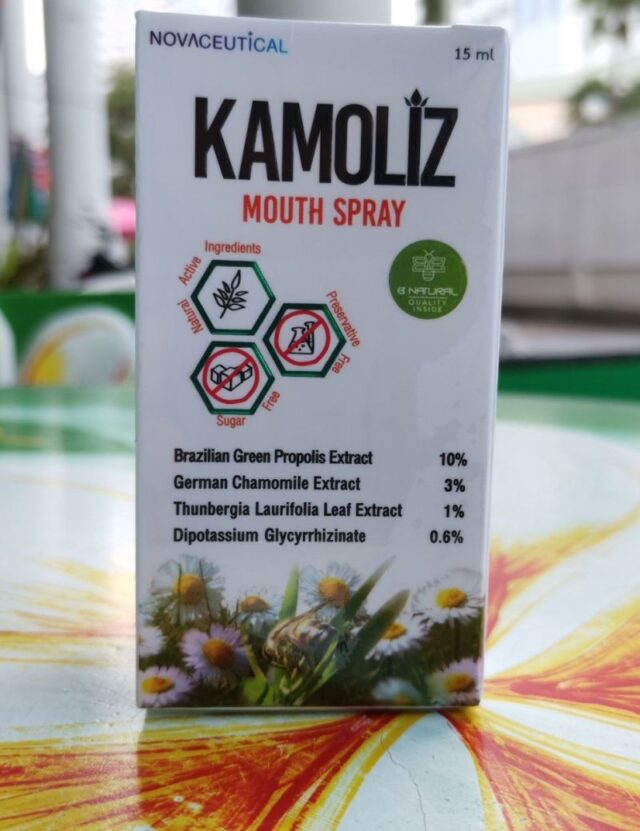 NOVACEUTICAL
15 ml
KAMOLIZ
MOUTH SPRAY
Natural Active Ingredients
Preservative Free
Sugar Free
B NATURAL
QUALITY
INSIDE
Brazilian Green Propolis Extract 10%
German Chamomile Extract 3%
Thunbergia Laurifolia Leaf Extract 1%
Dipotassium Glycyrrhizinate 0.6%